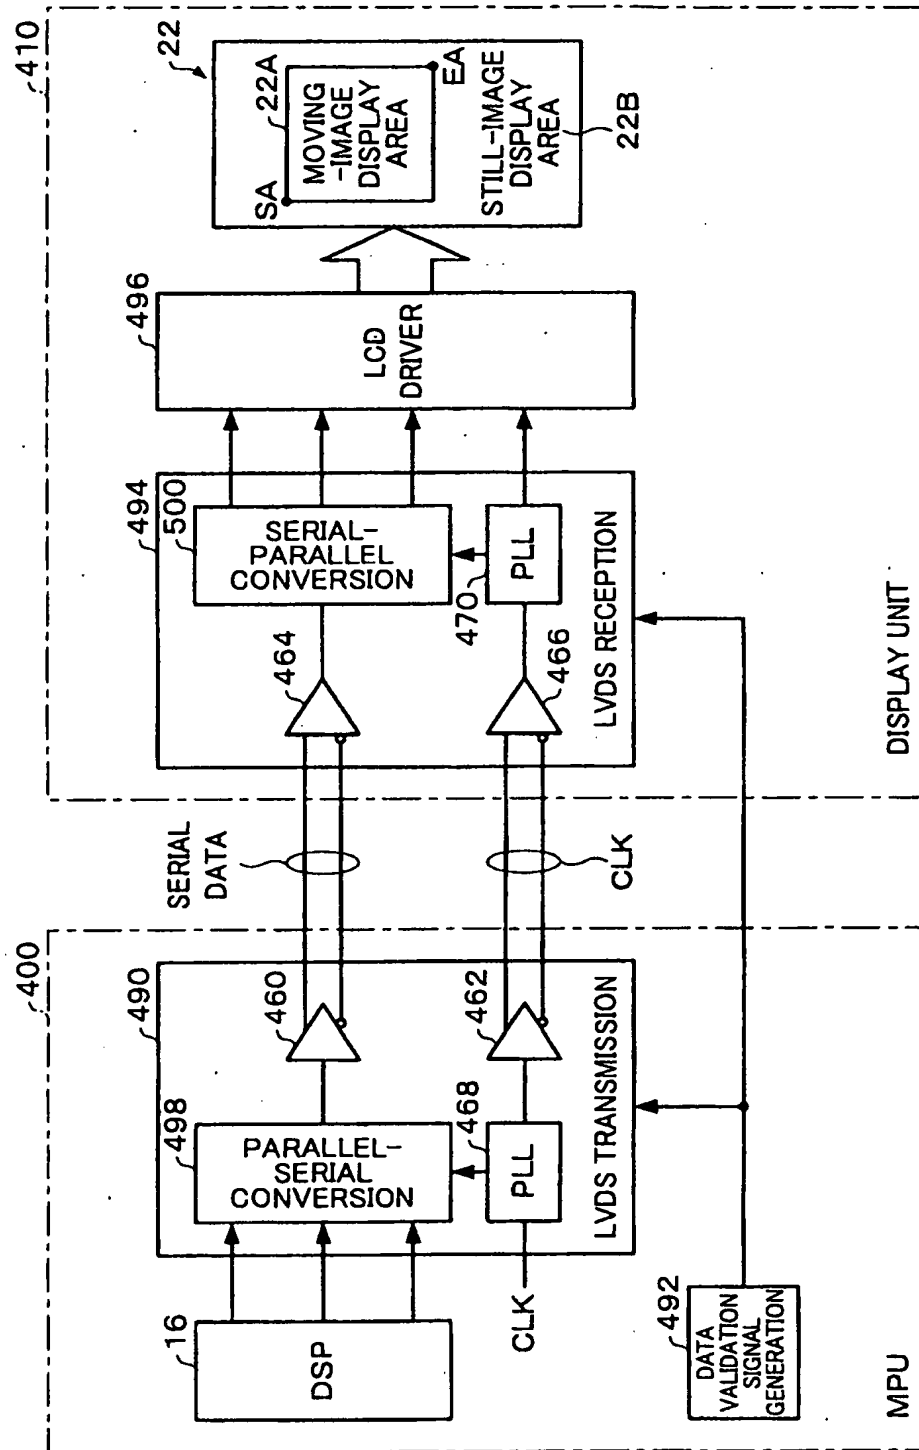 400
410
490
494
496
22
16
DSP
498
PARALLEL-
SERIAL
CONVERSION
460
SERIAL
DATA
464
500
SERIAL-
PARALLEL
CONVERSION
LCD
DRIVER
SA
22A
MOVING
-IMAGE
DISPLAY
AREA
EA
STILL-IMAGE
DISPLAY
AREA
22B
CLK
468
PLL
462
CLK
466
470
PLL
LVDS TRANSMISSION
LVDS RECEPTION
492
DATA
VALIDATION
SIGNAL
GENERATION
MPU
DISPLAY UNIT